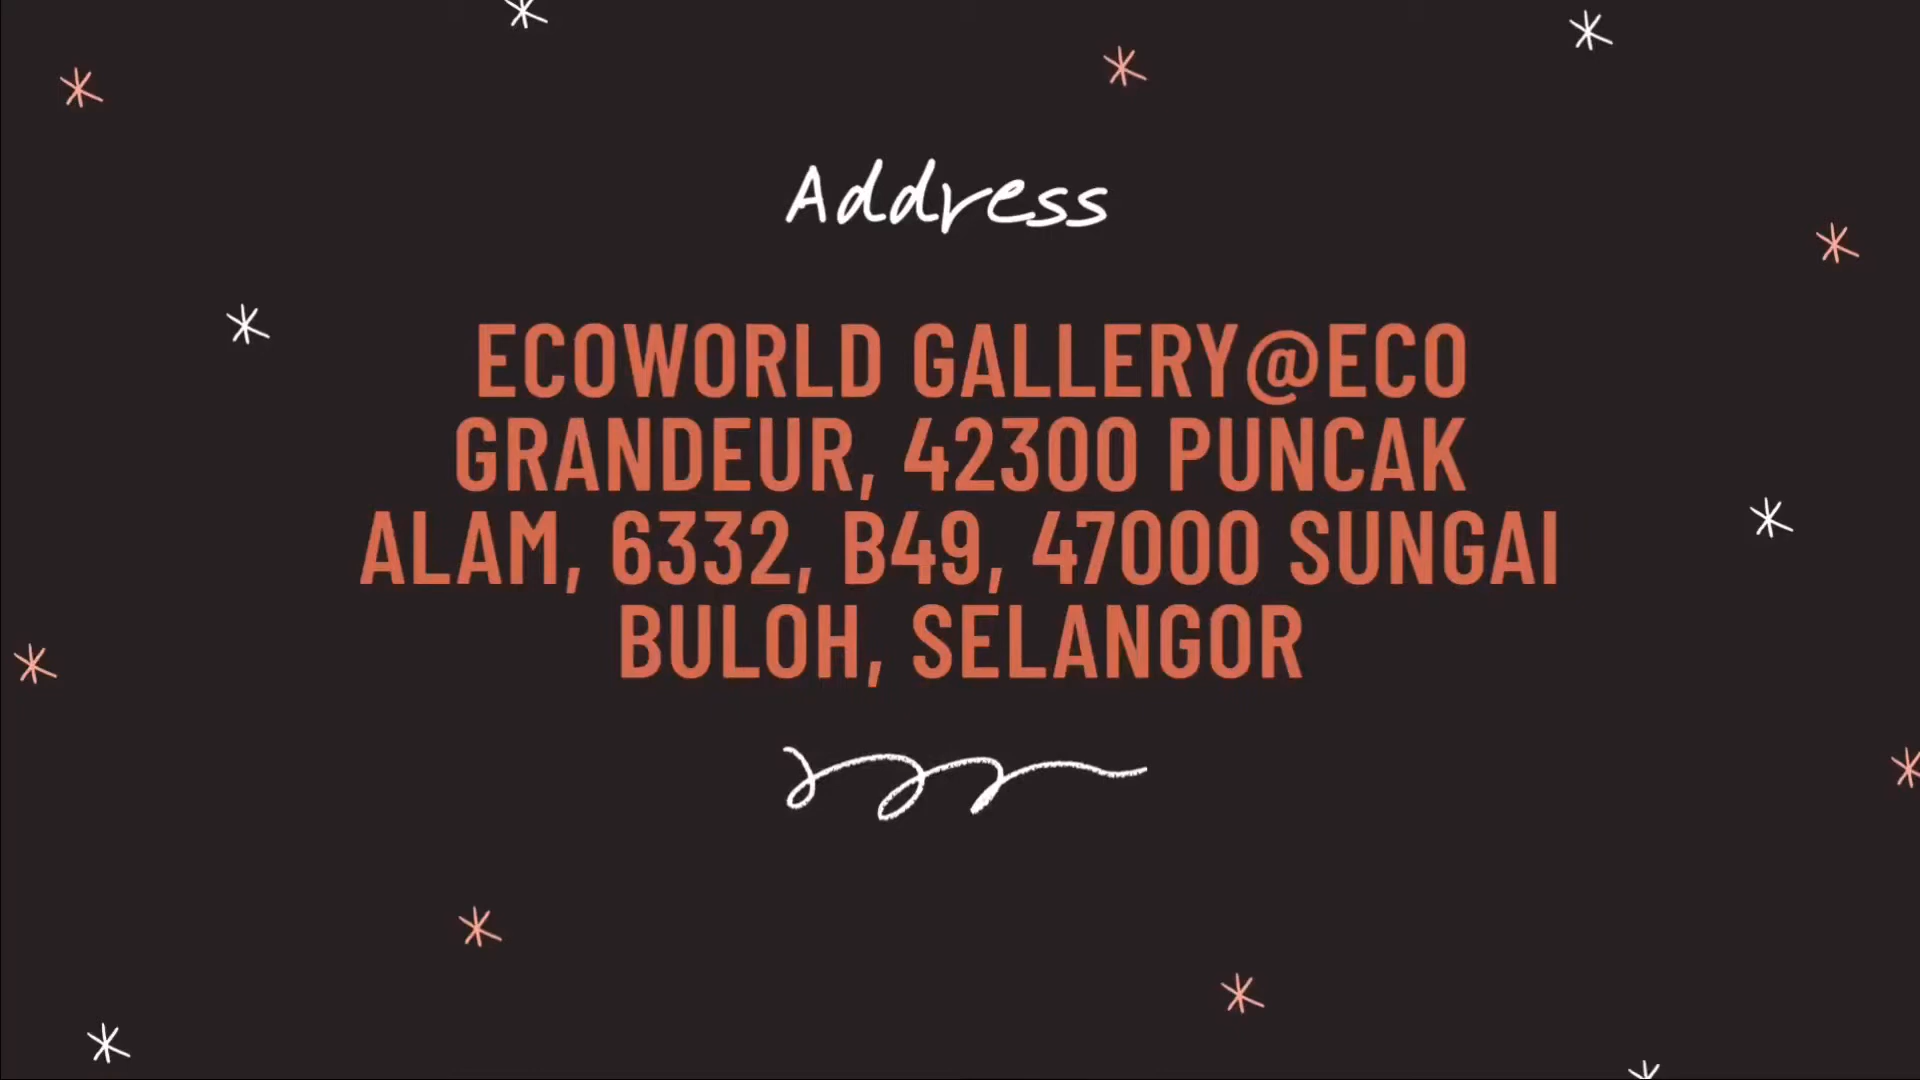 Address
ECOWORLD GALLERY@ECO
GRANDEUR, 42300 PUNCAK
ALAM, 6332, B49, 47000 SUNGAI
BULOH, SELANGOR